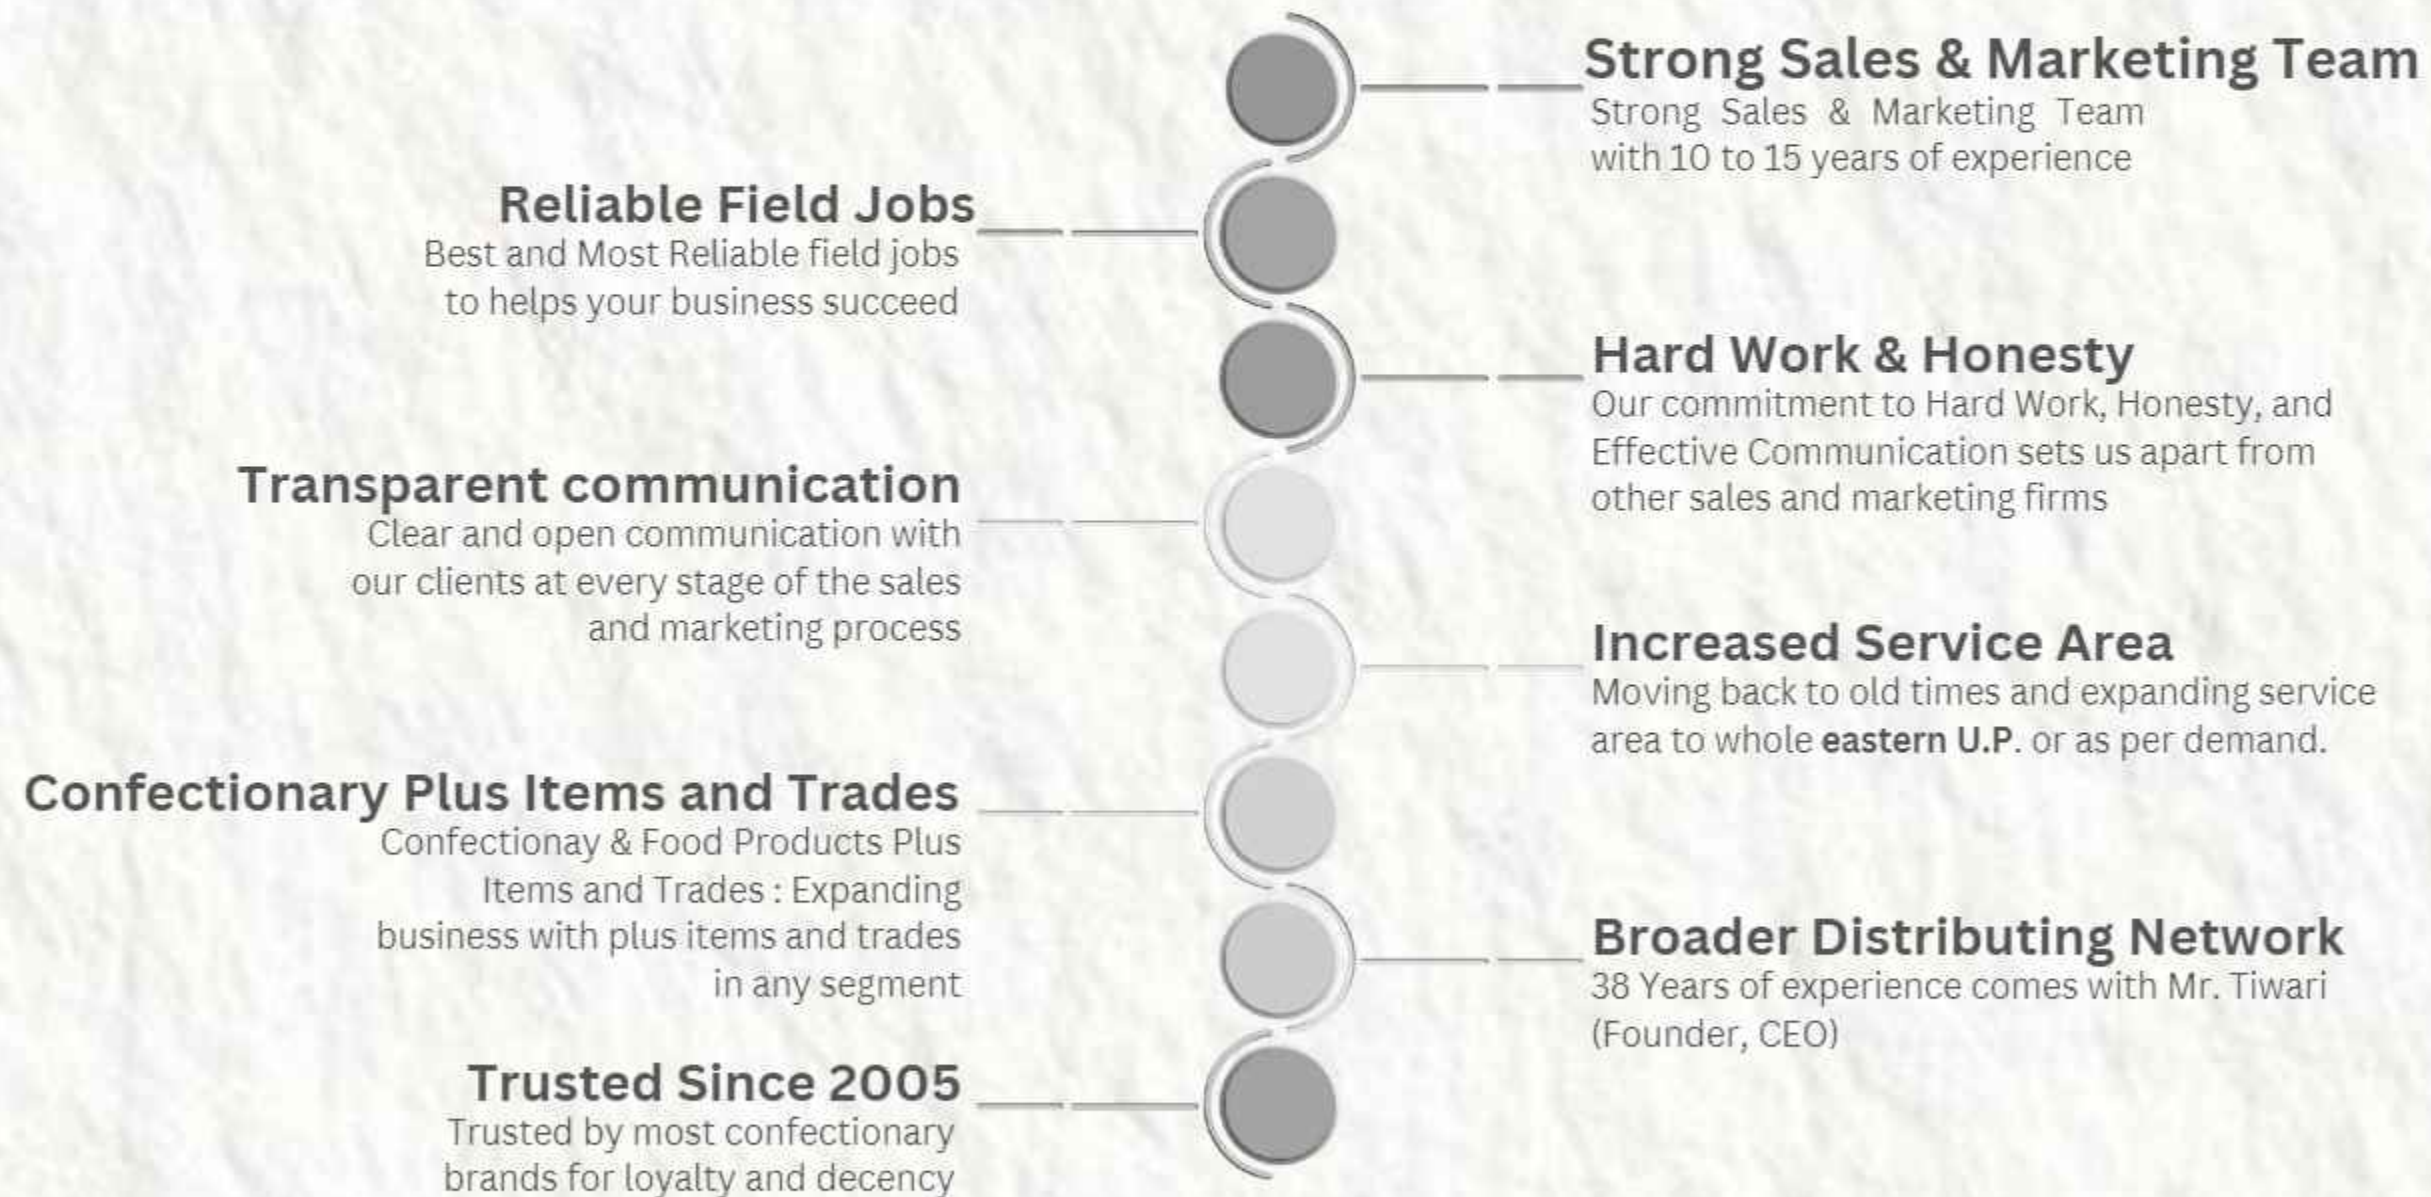 Strong Sales & Marketing Team
Strong Sales & Marketing Team
with 10 to 15 years of experience
Reliable Field Jobs
Best and Most Reliable field jobs
to helps your business succeed
Hard Work & Honesty
Our commitment to Hard Work, Honesty, and
Effective Communication sets us apart from
other sales and marketing firms
Transparent communication
Clear and open communication with
our clients at every stage of the sales
and marketing process
Increased Service Area
Moving back to old times and expanding service
area to whole eastern U.P. or as per demand.
Confectionary Plus Items and Trades
Confectionay & Food Products Plus
Items and Trades : Expanding
business with plus items and trades
in any segment
Broader Distributing Network
38 Years of experience comes with Mr. Tiwari
(Founder, CEO)
Trusted Since 2005
Trusted by most confectionary
brands for loyalty and decency